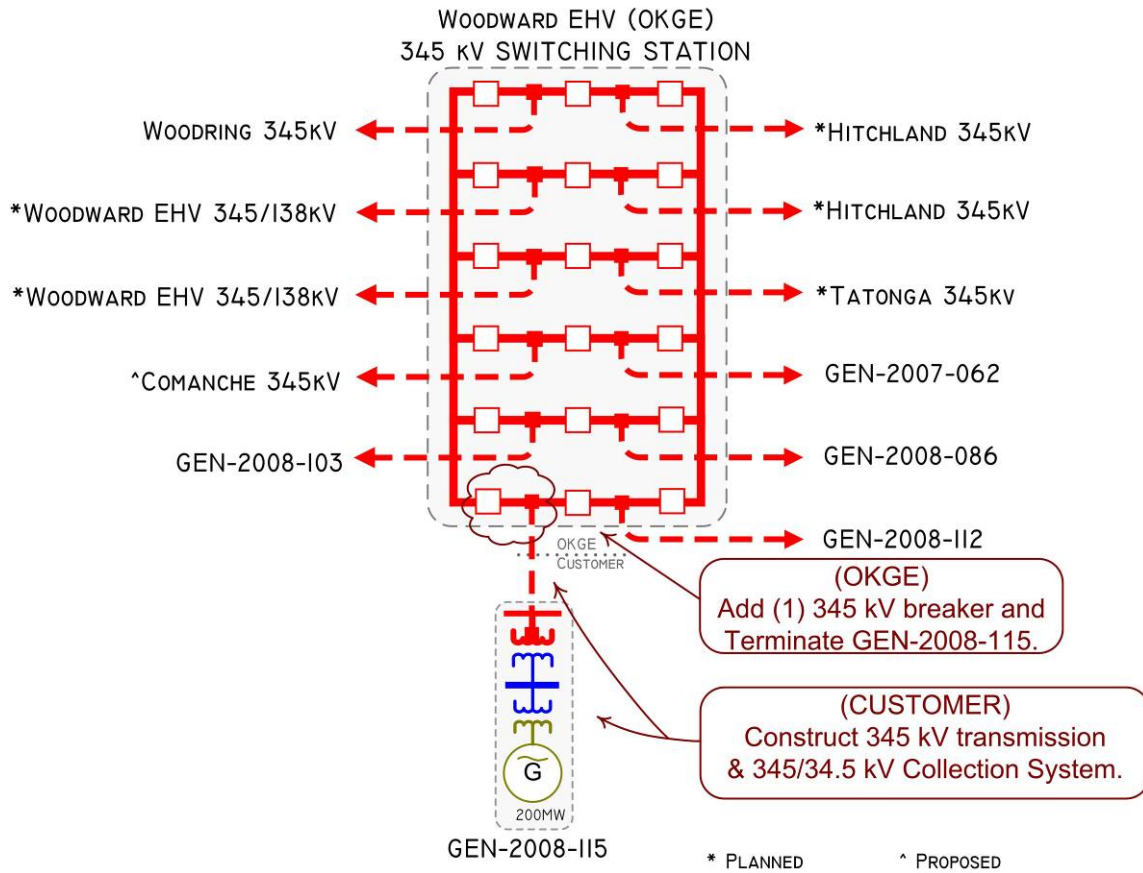 WOODWARD EHV (OKGE)
345 KV SWITCHING STATION
WOODRING 345KV
*HITCHLAND 345KV
*WOODWARD EHV 345/138KV
*HITCHLAND 345KV
*WOODWARD EHV 345/138KV
*TATONGA 345KV
^COMANCHE 345KV
GEN-2007-062
GEN-2008-103
GEN-2008-086
GEN-2008-112
OKGE
CUSTOMER
(OKGE)
Add (1) 345 kV breaker and
Terminate GEN-2008-115.
(CUSTOMER)
Construct 345 kV transmission
& 345/34.5 kV Collection System.
G
200MW
GEN-2008-115
* PLANNED
^ PROPOSED